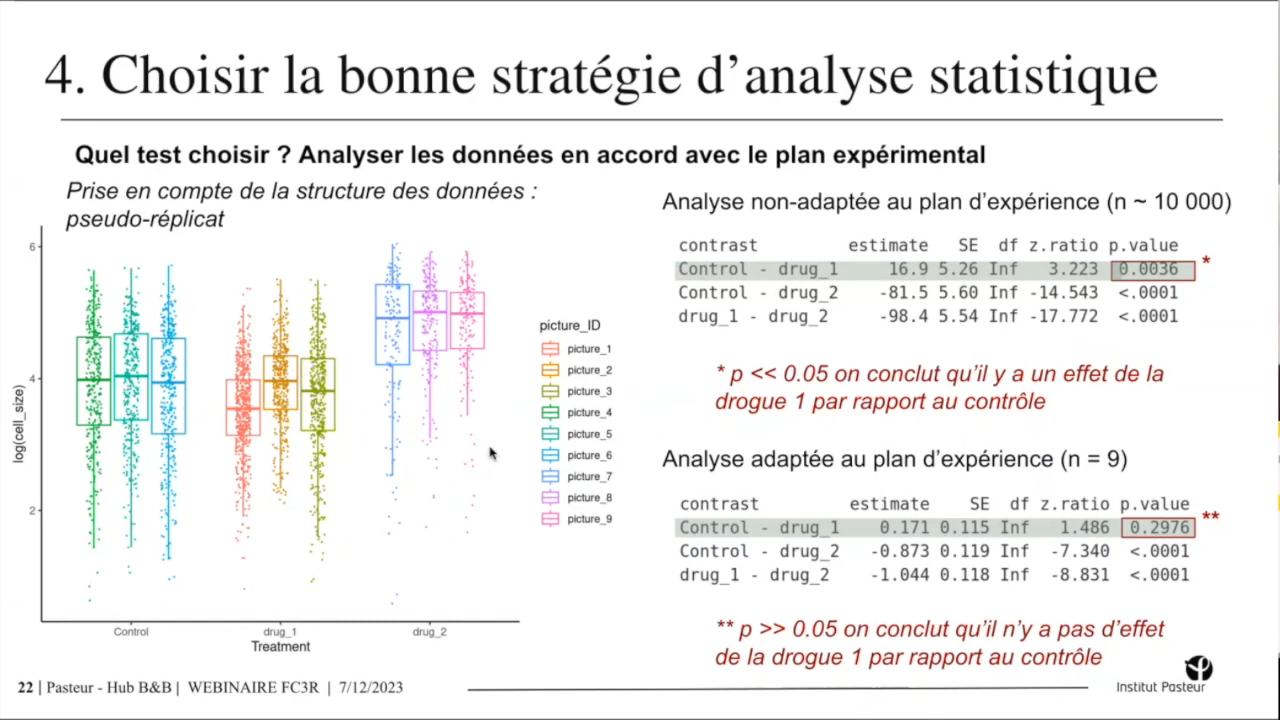 4. Choisir la bonne stratégie d’analyse statistique
Quel test choisir ? Analyser les données en accord avec le plan expérimental
Prise en compte de la structure des données :
pseudo-réplicat
6
4
2
log(cell_size)
Control
drug_1
drug_2
Treatment
picture_ID
picture_1
picture_2
picture_3
picture_4
picture_5
picture_6
picture_7
picture_8
picture_9
Analyse non-adaptée au plan d’expérience (n ~ 10 000)
contrast estimate SE df z.ratio p.value
Control - drug_1 16.9 5.26 Inf 3.223 0.0036 *
Control - drug_2 -81.5 5.60 Inf -14.543 <.0001
drug_1 - drug_2 -98.4 5.54 Inf -17.772 <.0001
* p << 0.05 on conclut qu’il y a un effet de la
drogue 1 par rapport au contrôle
Analyse adaptée au plan d’expérience (n = 9)
contrast estimate SE df z.ratio p.value
Control - drug_1 0.171 0.115 Inf 1.486 0.2976 **
Control - drug_2 -0.873 0.119 Inf -7.340 <.0001
drug_1 - drug_2 -1.044 0.118 Inf -8.831 <.0001
** p >> 0.05 on conclut qu’il n’y a pas d’effet
de la drogue 1 par rapport au contrôle
22 | Pasteur - Hub B&B | WEBINAIRE FC3R | 7/12/2023
Institut Pasteur